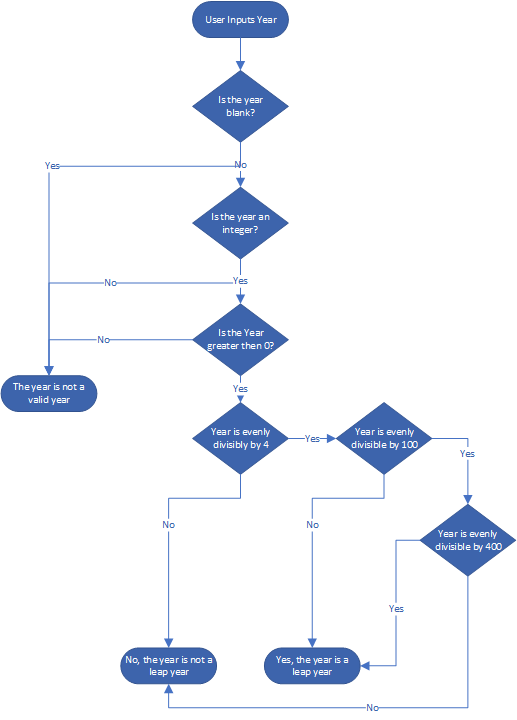 User Inputs Year
Is the year
blank?
Yes
No
Is the year an
integer?
No
Yes
Is the Year
greater then 0?
No
The year is not a
valid year
Yes
Year is evenly
divisibly by 4
Yes
Year is evenly
divisible by 100
Yes
No
No
Year is evenly
divisible by 400
Yes
No, the year is not a
leap year
Yes, the year is a
leap year
No